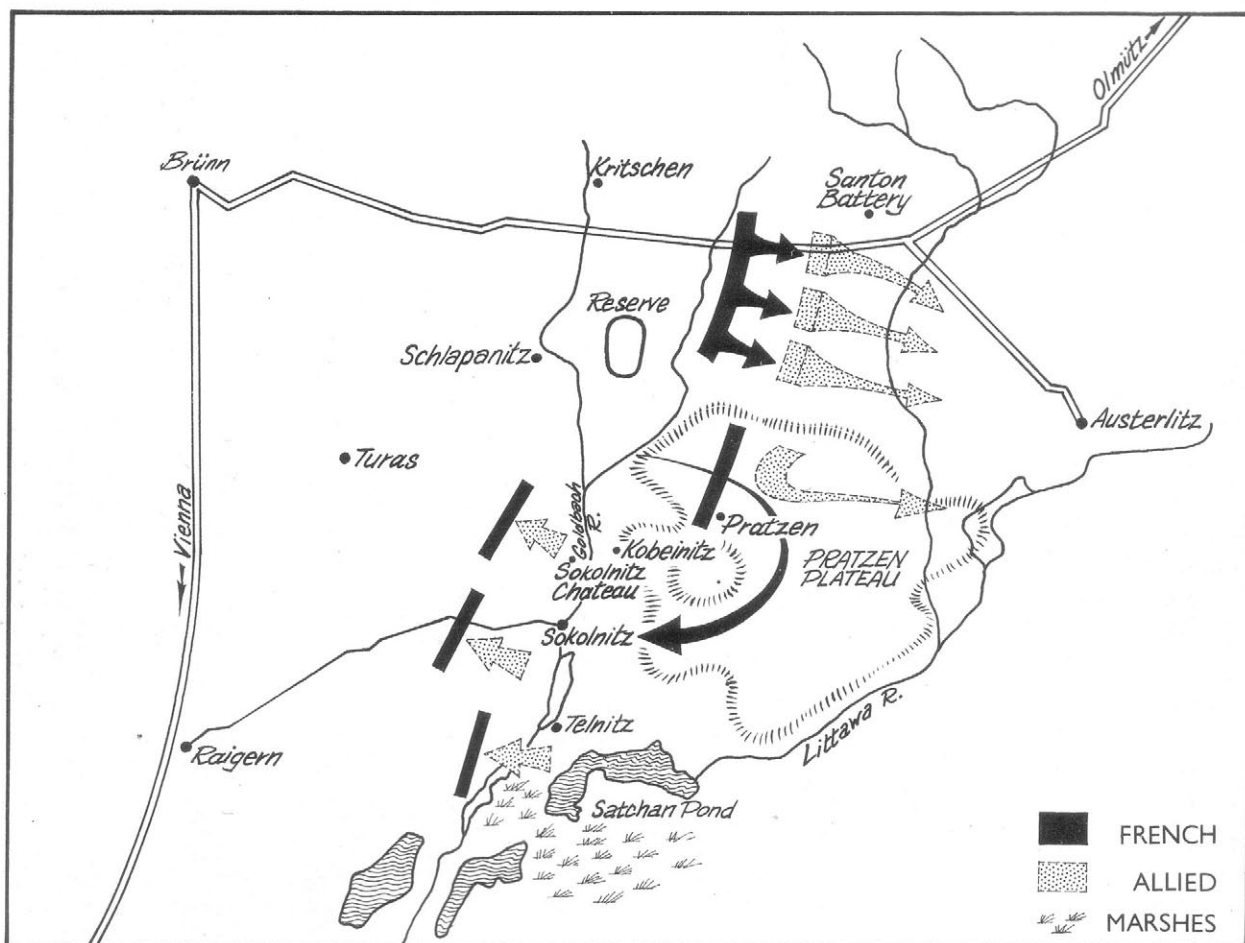 Olmütz
Brünn
Kritschen
Santon
Battery
Reserve
Schlapanitz
Austerlitz
Turas
Vienna
Goldbach
R.
Pratzen
Kobeinitz
PRATZEN
PLATEAU
Sokolnitz
Chateau
Sokolnitz
Telnitz
Raigern
Littawa R.
Satchan Pond
FRENCH
ALLIED
MARSHES